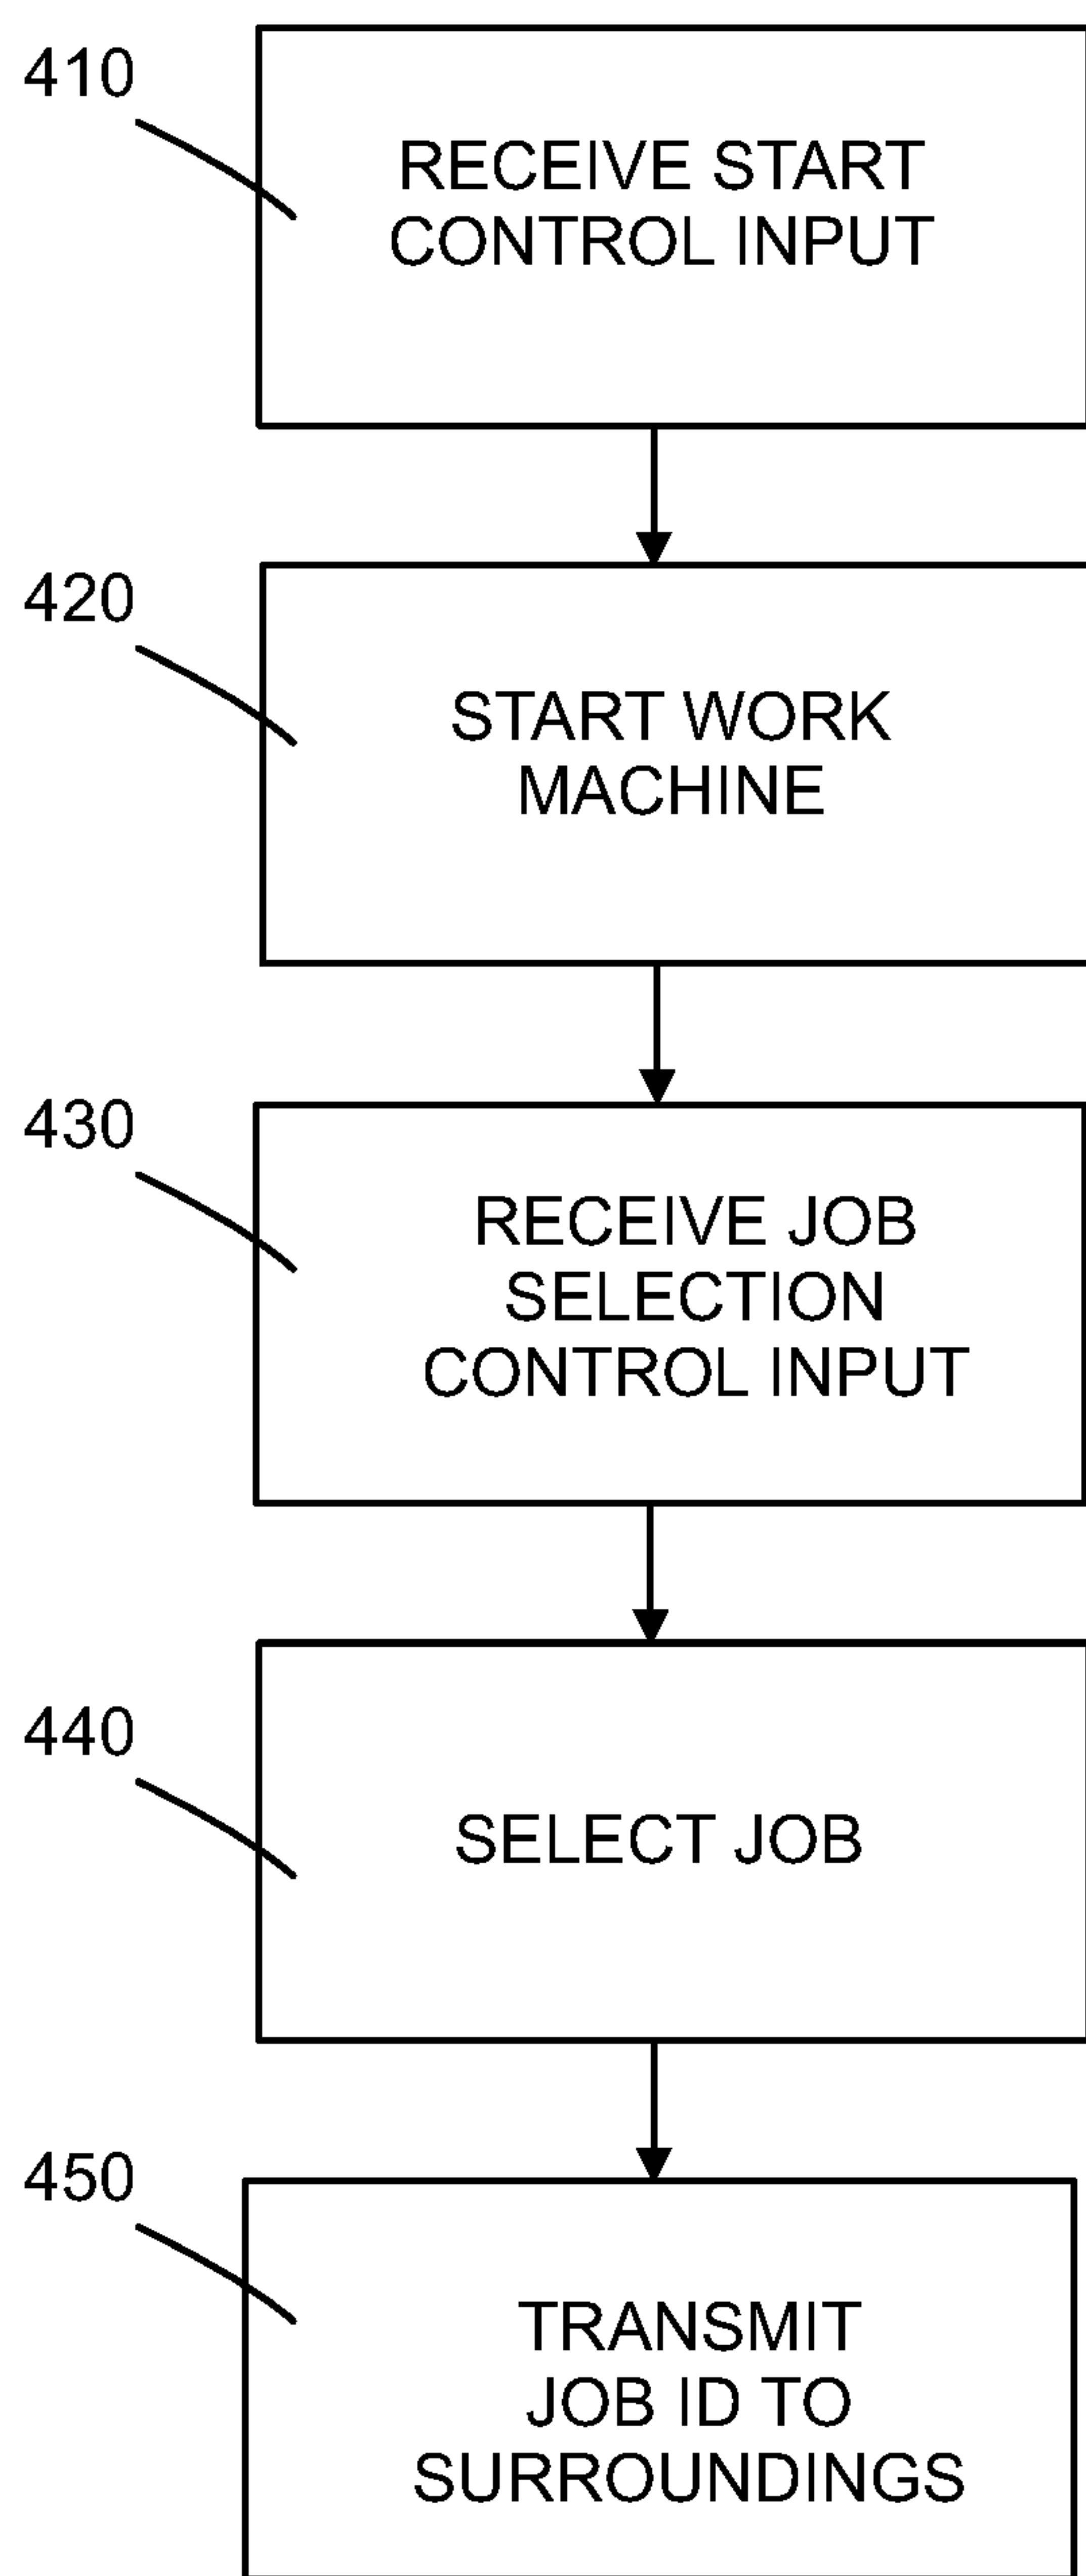 410
RECEIVE START
CONTROL INPUT
420
START WORK
MACHINE
430
RECEIVE JOB
SELECTION
CONTROL INPUT
440
SELECT JOB
450
TRANSMIT
JOB ID TO
SURROUNDINGS